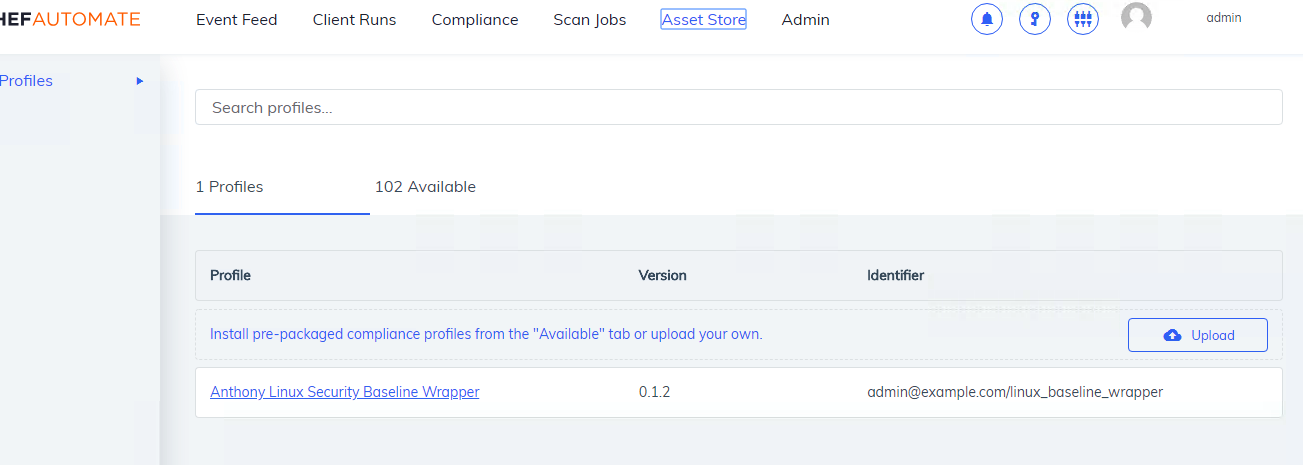 HEFAUTOMATE Event Feed Client Runs Compliance Scan Jobs Asset Store Admin admin
Profiles
Search profiles...
1 Profiles 102 Available
Profile Version Identifier
Install pre-packaged compliance profiles from the "Available" tab or upload your own. Upload
Anthony Linux Security Baseline Wrapper 0.1.2 admin@example.com/linux_baseline_wrapper